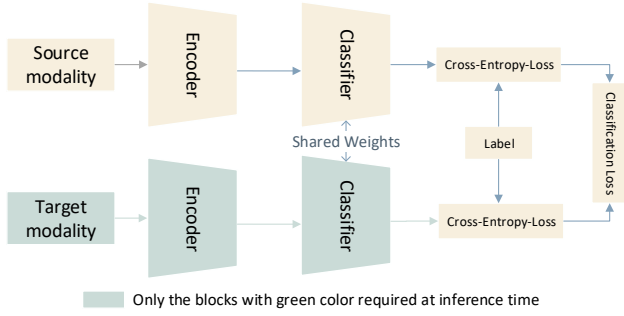 Source
modality
Encoder
Classifier
Cross-Entropy-Loss
Classification Loss
Shared Weights
Label
Target
modality
Encoder
Classifier
Cross-Entropy-Loss
Only the blocks with green color required at inference time